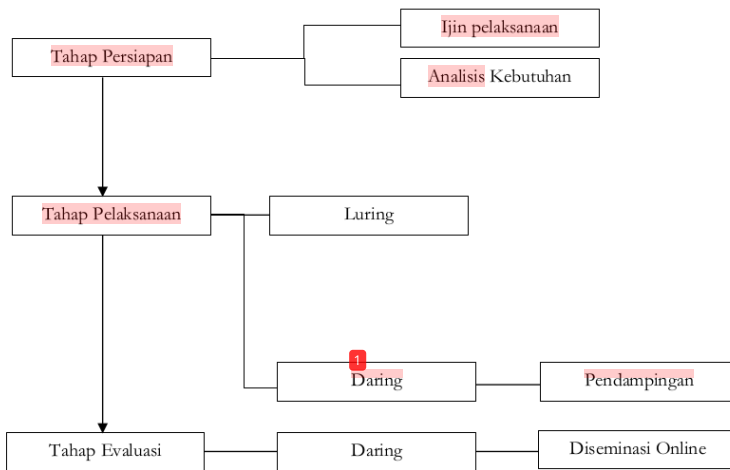 Ijin pelaksanaan
Tahap Persiapan
Analisis Kebutuhan
Tahap Pelaksanaan
Luring
1
Daring
Pendampingan
Tahap Evaluasi
Daring
Diseminasi Online